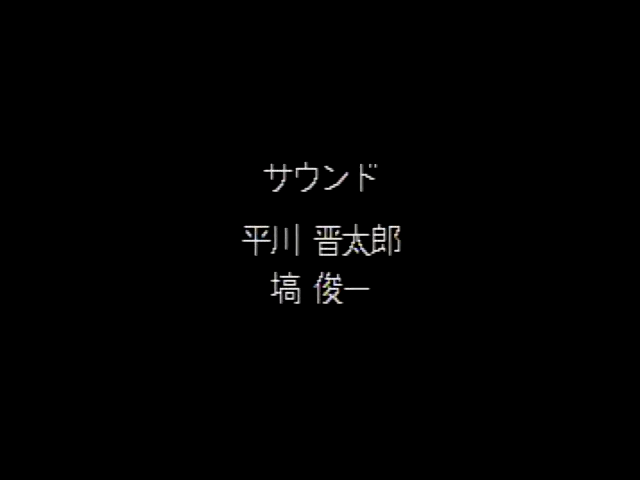 サウンド
平川 晋太郎
塙 俊一